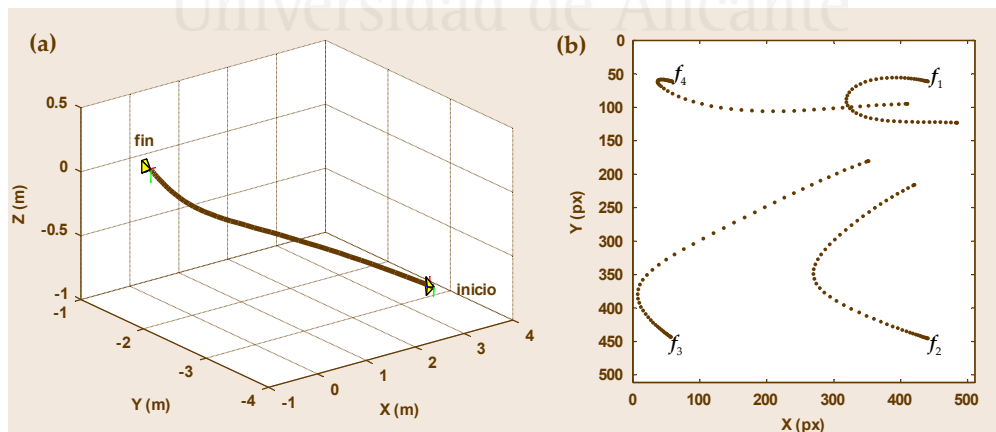 Universidad de Alicante
(a)
0.5
0
-0.5
-1
Z (m)
fin
inicio
-1
-2
-3
-4
Y (m)
-1
0
1
2
3
4
X (m)
(b)
0
50
100
150
200
250
300
350
400
450
500
Y (px)
f4
f1
f3
f2
0
100
200
300
400
500
X (px)